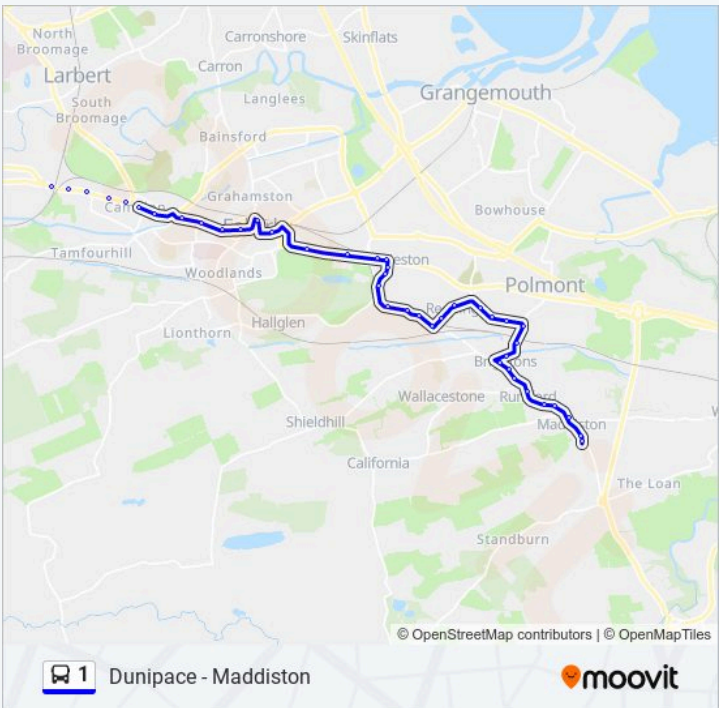 North
Broomage
Carronshore
Skinflats
Larbert
Carron
Grangemouth
South
Broomage
Langlees
Bainsford
Grahamston
Bowhouse
Tamfourhill
Woodlands
Polmont
Lionthorn
Hallglen
Wallacestone
Shieldhill
California
The Loan
Standburn
© OpenStreetMap contributors | © OpenMapTiles
1 Dunipace - Maddiston
moovit